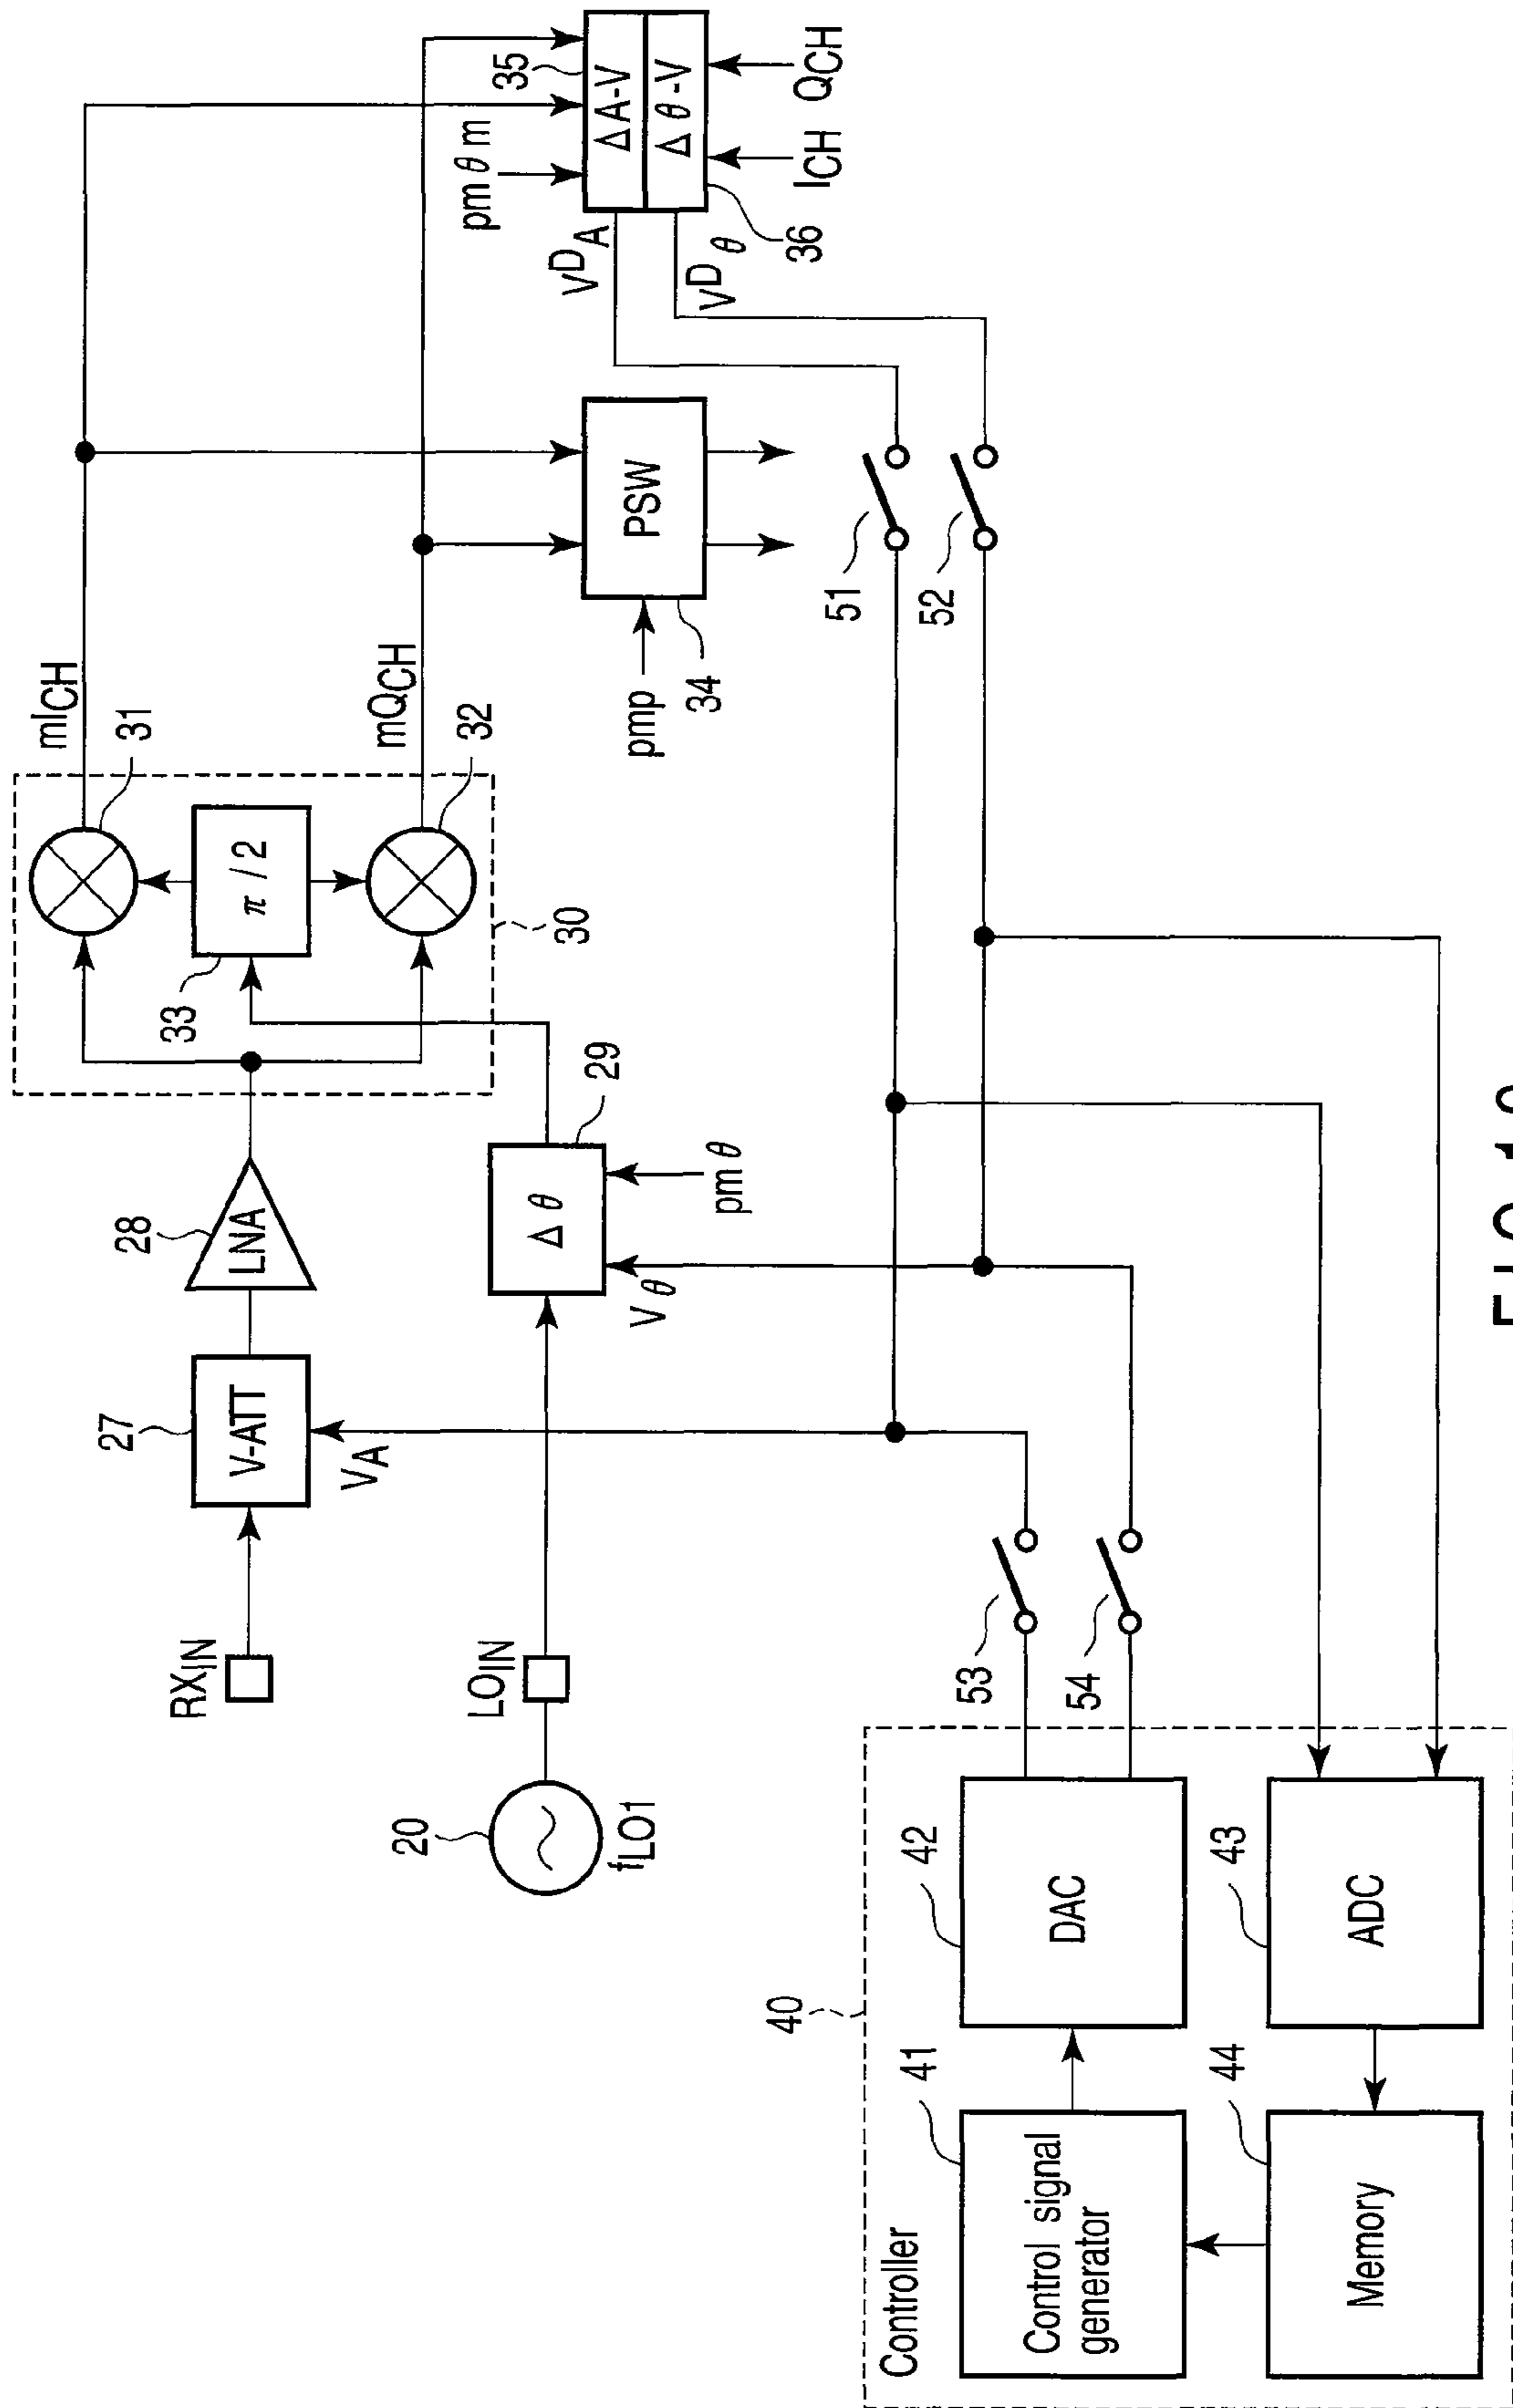 RXIN
27
V-ATT
VA
28
LNA
20
fLO1
LOIN
29
Δθ
Vθ
pmθ
30
33
π/2
31
32
mICH
mQCH
PSW
pmp
34
pmθm
35
ΔA-V
Δθ-V
36
ICH
QCH
VDA
VDθ
51
52
53
54
40
Controller
41
Control signal
generator
42
DAC
43
ADC
44
Memory